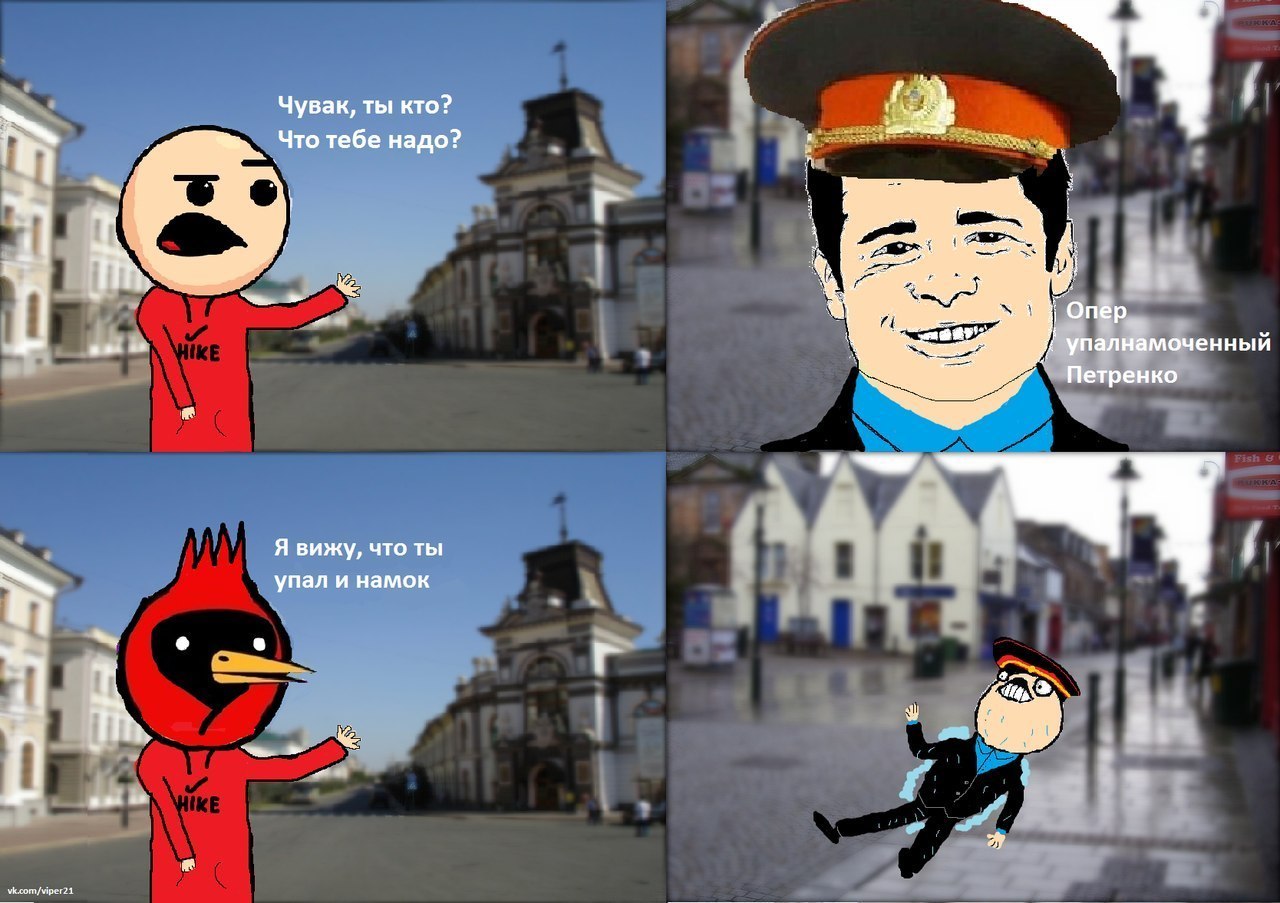 Чувак, ты кто?
Что тебе надо?
HIKE
Опер
упалнамоченный
Петренко
Я вижу, что ты
упал и намок
HIKE
vk.com/viper21
Fish &